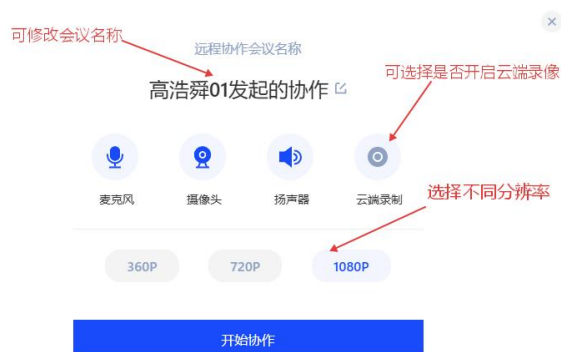 可修改会议名称
远程协作会议名称
高浩舜01发起的协作
可选择是否开启云端录像
麦克风
摄像头
扬声器
云端录制
选择不同分辨率
360P
720P
1080P
开始协作